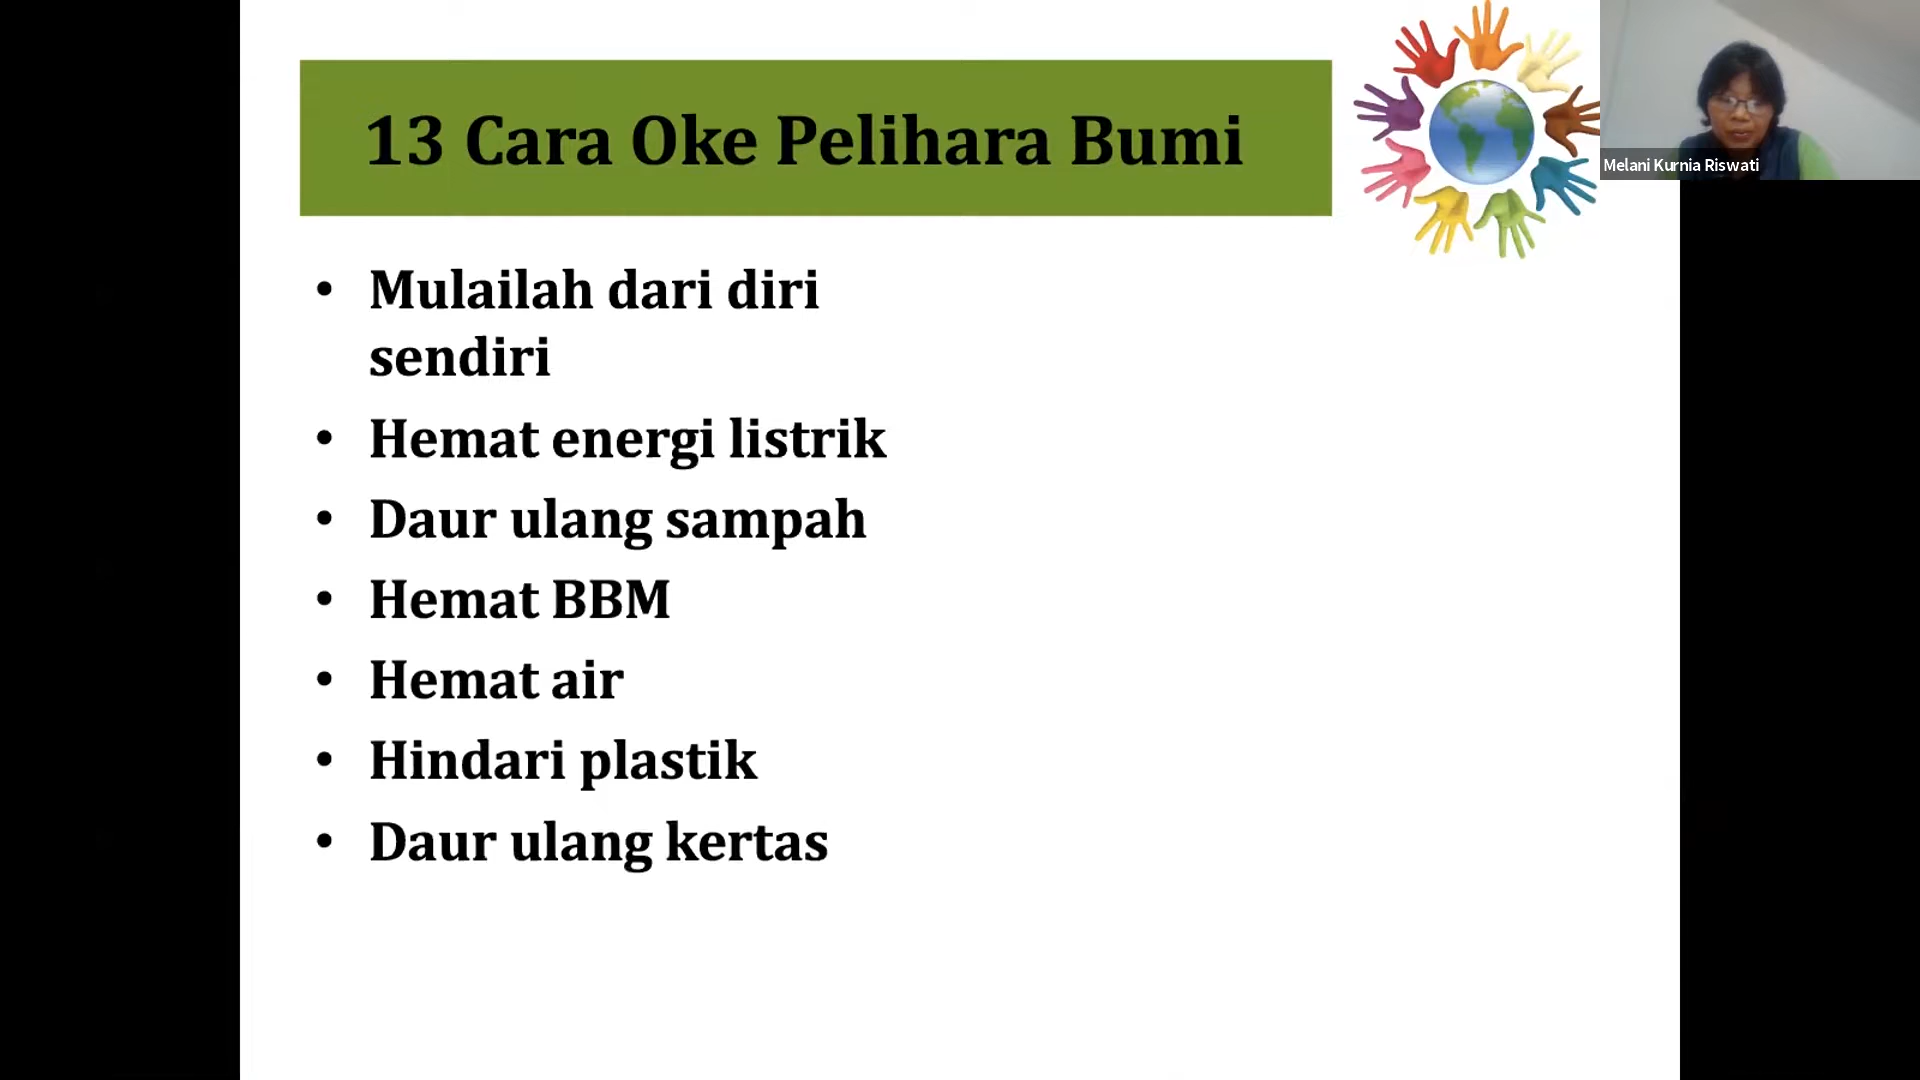 13 Cara Oke Pelihara Bumi
Melani Kurnia Riswati
• Mulailah dari diri
sendiri
• Hemat energi listrik
• Daur ulang sampah
• Hemat BBM
• Hemat air
• Hindari plastik
• Daur ulang kertas